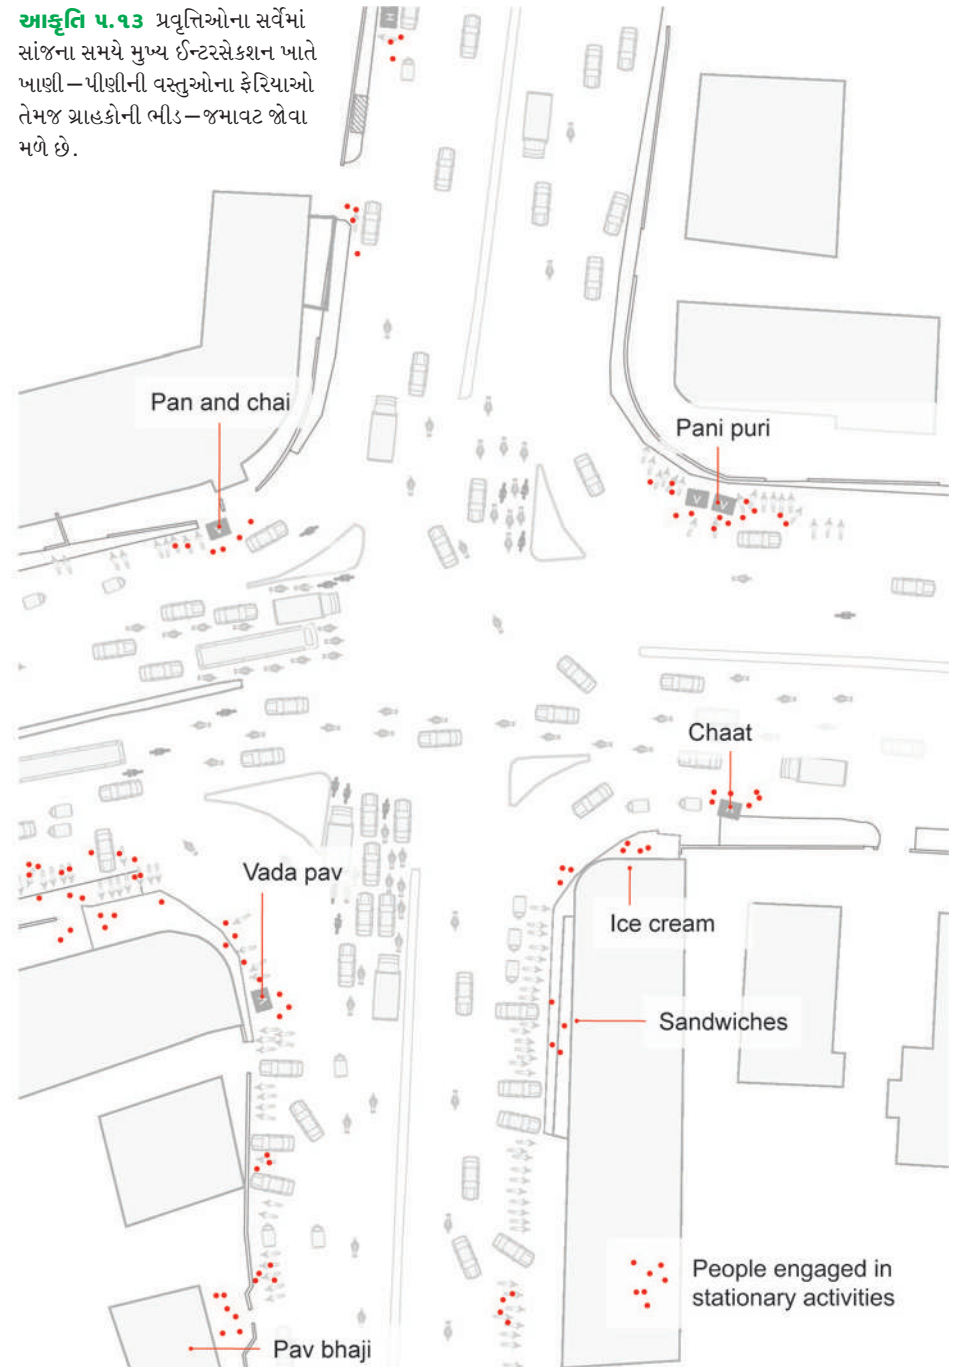 આકૃતિ ૫.૧૩ પ્રવૃત્તિઓના સર્વેમાં
સાંજના સમયે મુખ્ય ઈન્ટરસેકશન ખાતે
ખાણી–પીણીની વસ્તુઓના ફેરિયાઓ
તેમજ ગ્રાહકોની ભીડ–જમાવટ જોવા
મળે છે.
Pan and chai
Pani puri
Chaat
Vada pav
Ice cream
Sandwiches
People engaged in
stationary activities
Pav bhaji